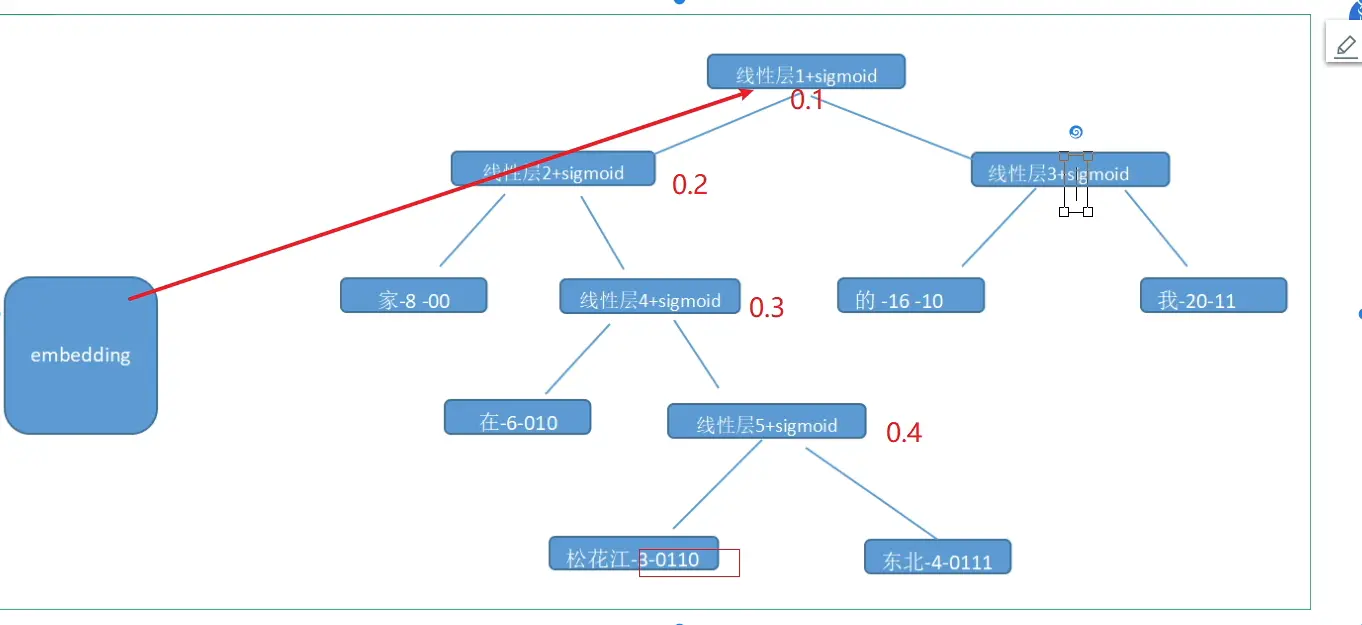 线性层1+sigmoid
0.1
线性层2+sigmoid
0.2
线性层3+sigmoid
家-8 -00
线性层4+sigmoid
0.3
的 -16 -10
我-20-11
embedding
在-6-010
线性层5+sigmoid
0.4
松花江-3-0110
东北-4-0111